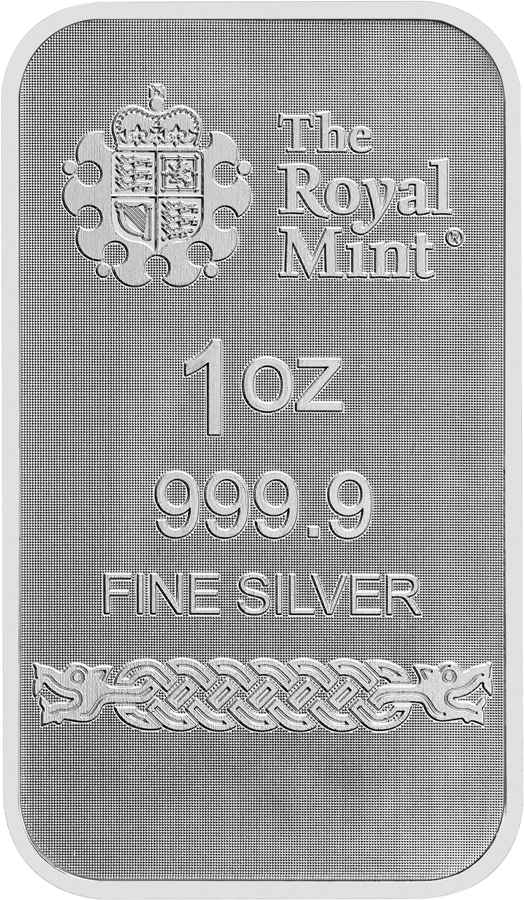 The
Royal
Mint®
1oz
999.9
FINE SILVER